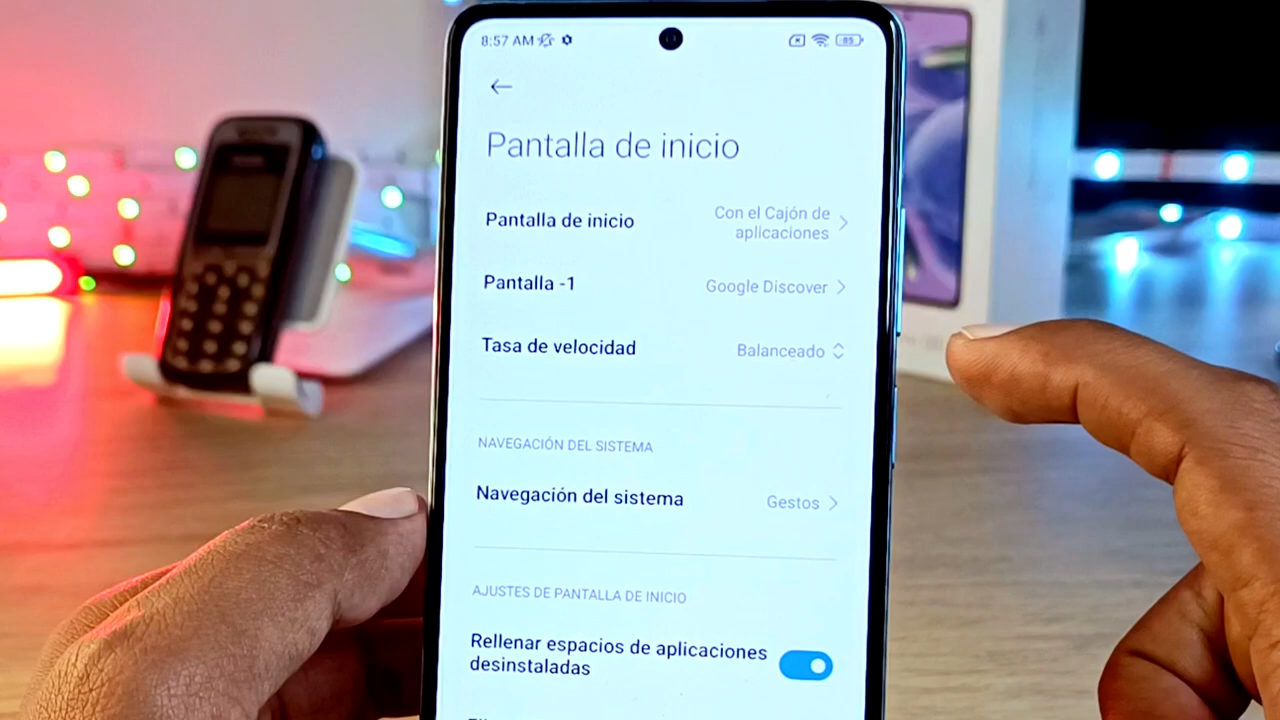 8:57 AM
85
Pantalla de inicio
Pantalla de inicio
Con el Cajón de
aplicaciones
Pantalla -1
Google Discover
Tasa de velocidad
Balanceado
NAVEGACIÓN DEL SISTEMA
Navegación del sistema
Gestos
AJUSTES DE PANTALLA DE INICIO
Rellenar espacios de aplicaciones
desinstaladas